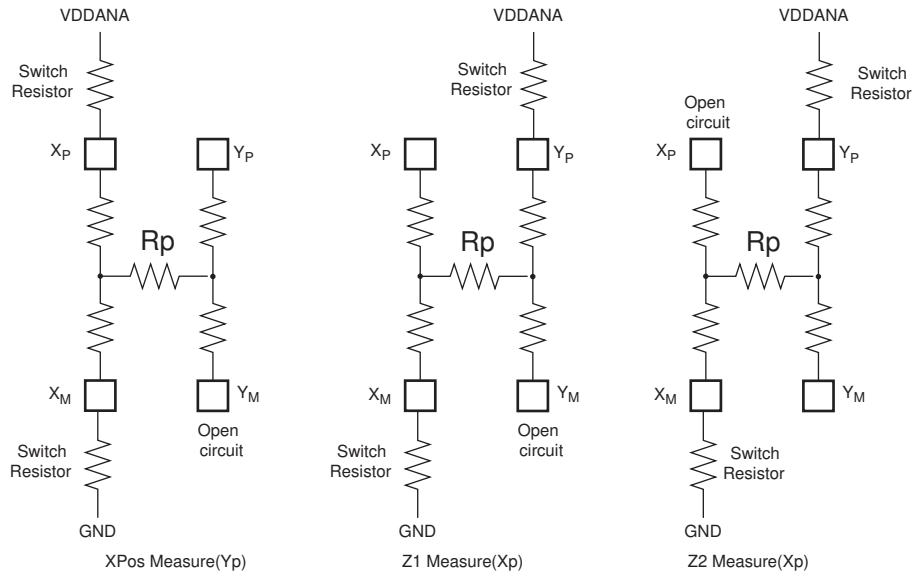 VDDANA
Switch
Resistor
XP
YP
Rp
XM
YM
Open
circuit
Switch
Resistor
GND
XPos Measure(Yp)
VDDANA
Switch
Resistor
XP
YP
Rp
XM
YM
Open
circuit
Switch
Resistor
GND
Z1 Measure(Xp)
VDDANA
Switch
Resistor
Open
circuit
XP
YP
Rp
XM
YM
Switch
Resistor
GND
Z2 Measure(Xp)